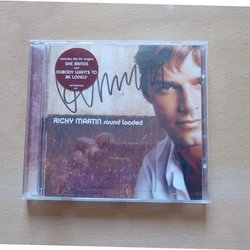 Includes the hit singles
SHE BANGS
and
NOBODY WANTS TO
BE LONELY
RICKY MARTIN sound loaded